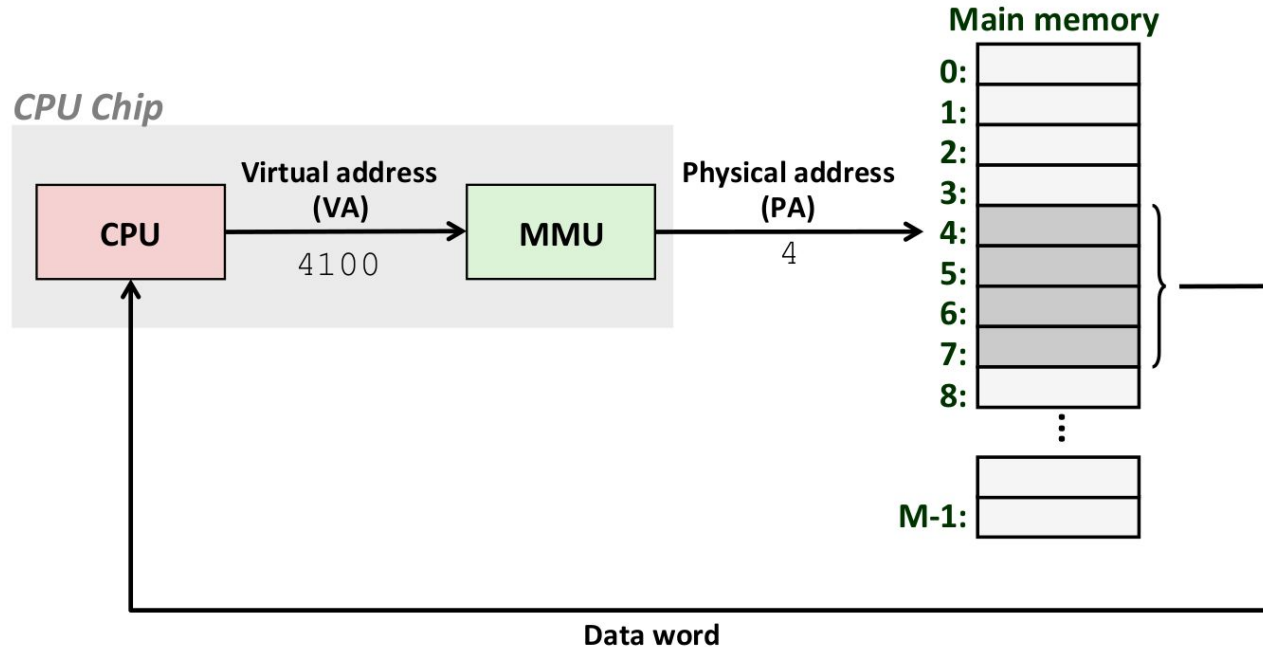 Main memory
CPU Chip
0:
1:
2:
3:
4:
5:
6:
7:
8:
M-1:
Virtual address
(VA)
Physical address
(PA)
CPU
MMU
4100
4
Data word